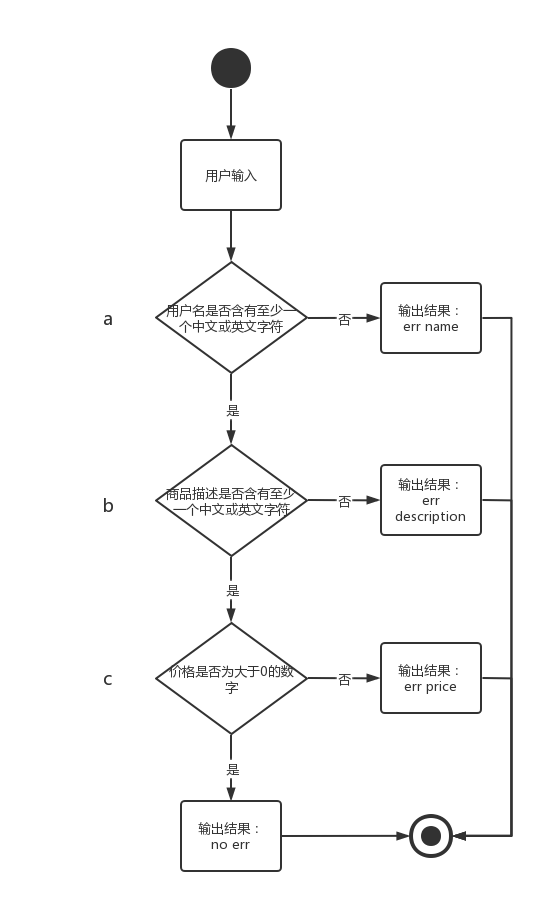 用户输入
a
用户名是否含有至少一
个中文或英文字符
否
输出结果：
err name
是
b
商品描述是否含有至少
一个中文或英文字符
否
输出结果：
err
description
是
c
价格是否为大于0的数
字
否
输出结果：
err price
是
输出结果：
no err